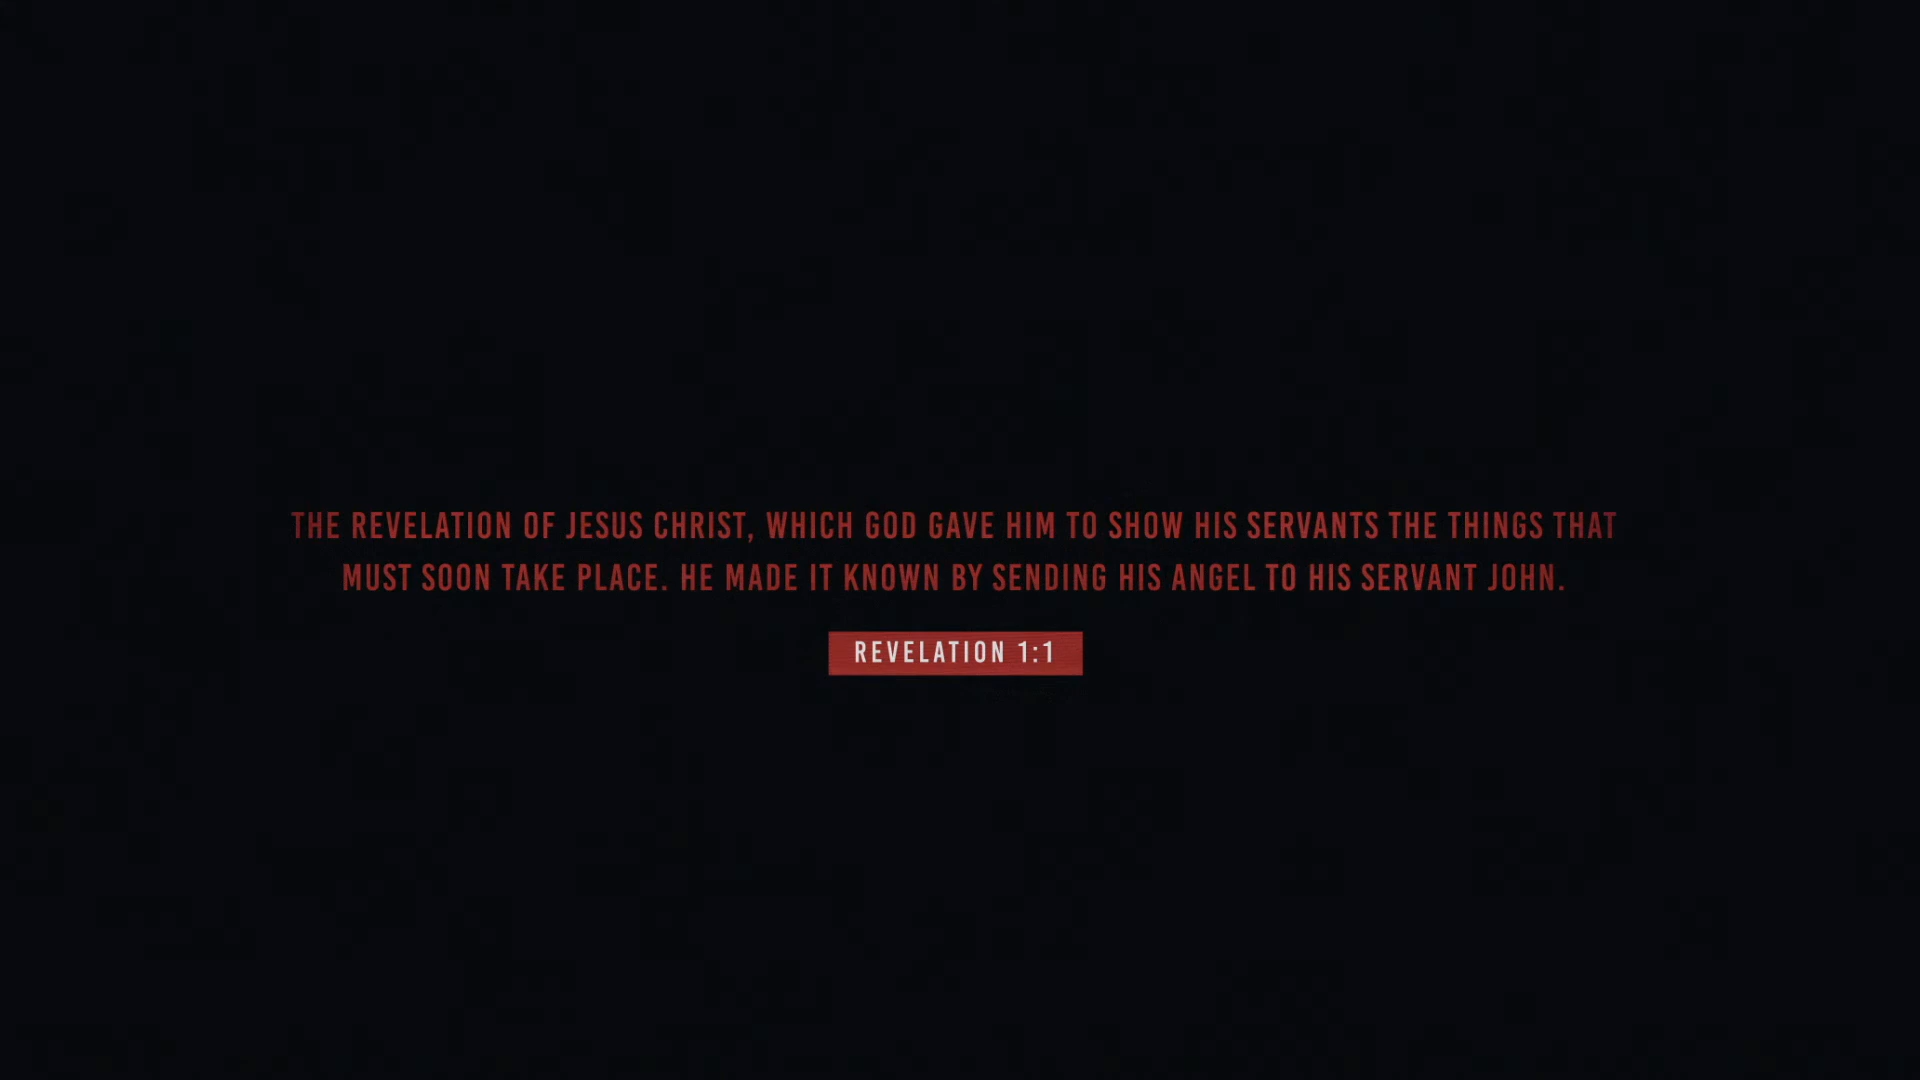 THE REVELATION OF JESUS CHRIST, WHICH GOD GAVE HIM TO SHOW HIS SERVANTS THE THINGS THAT
MUST SOON TAKE PLACE. HE MADE IT KNOWN BY SENDING HIS ANGEL TO HIS SERVANT JOHN.
REVELATION 1:1